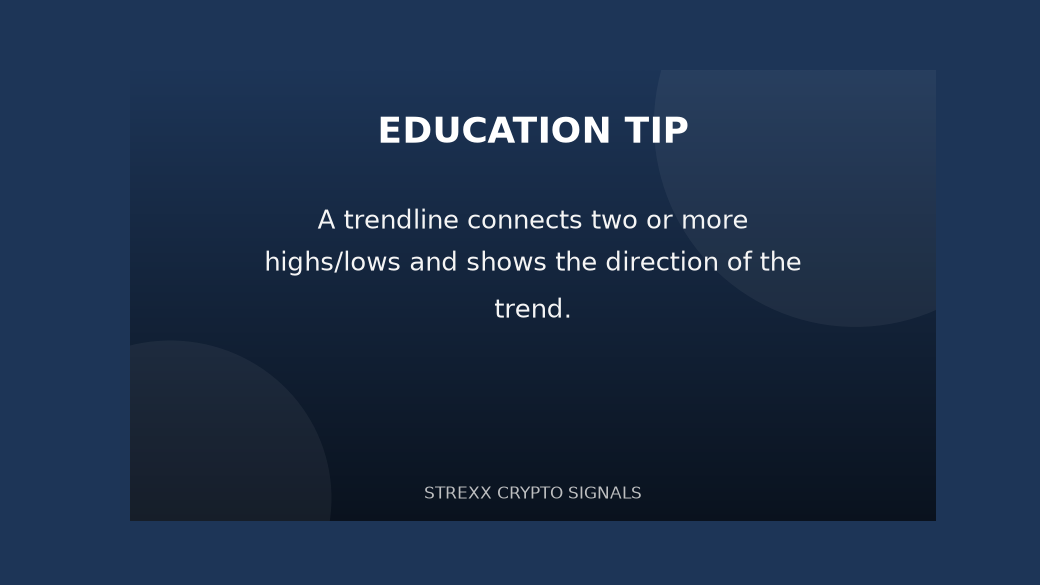 EDUCATION TIP
A trendline connects two or more
highs/lows and shows the direction of the
trend.
STREXX CRYPTO SIGNALS